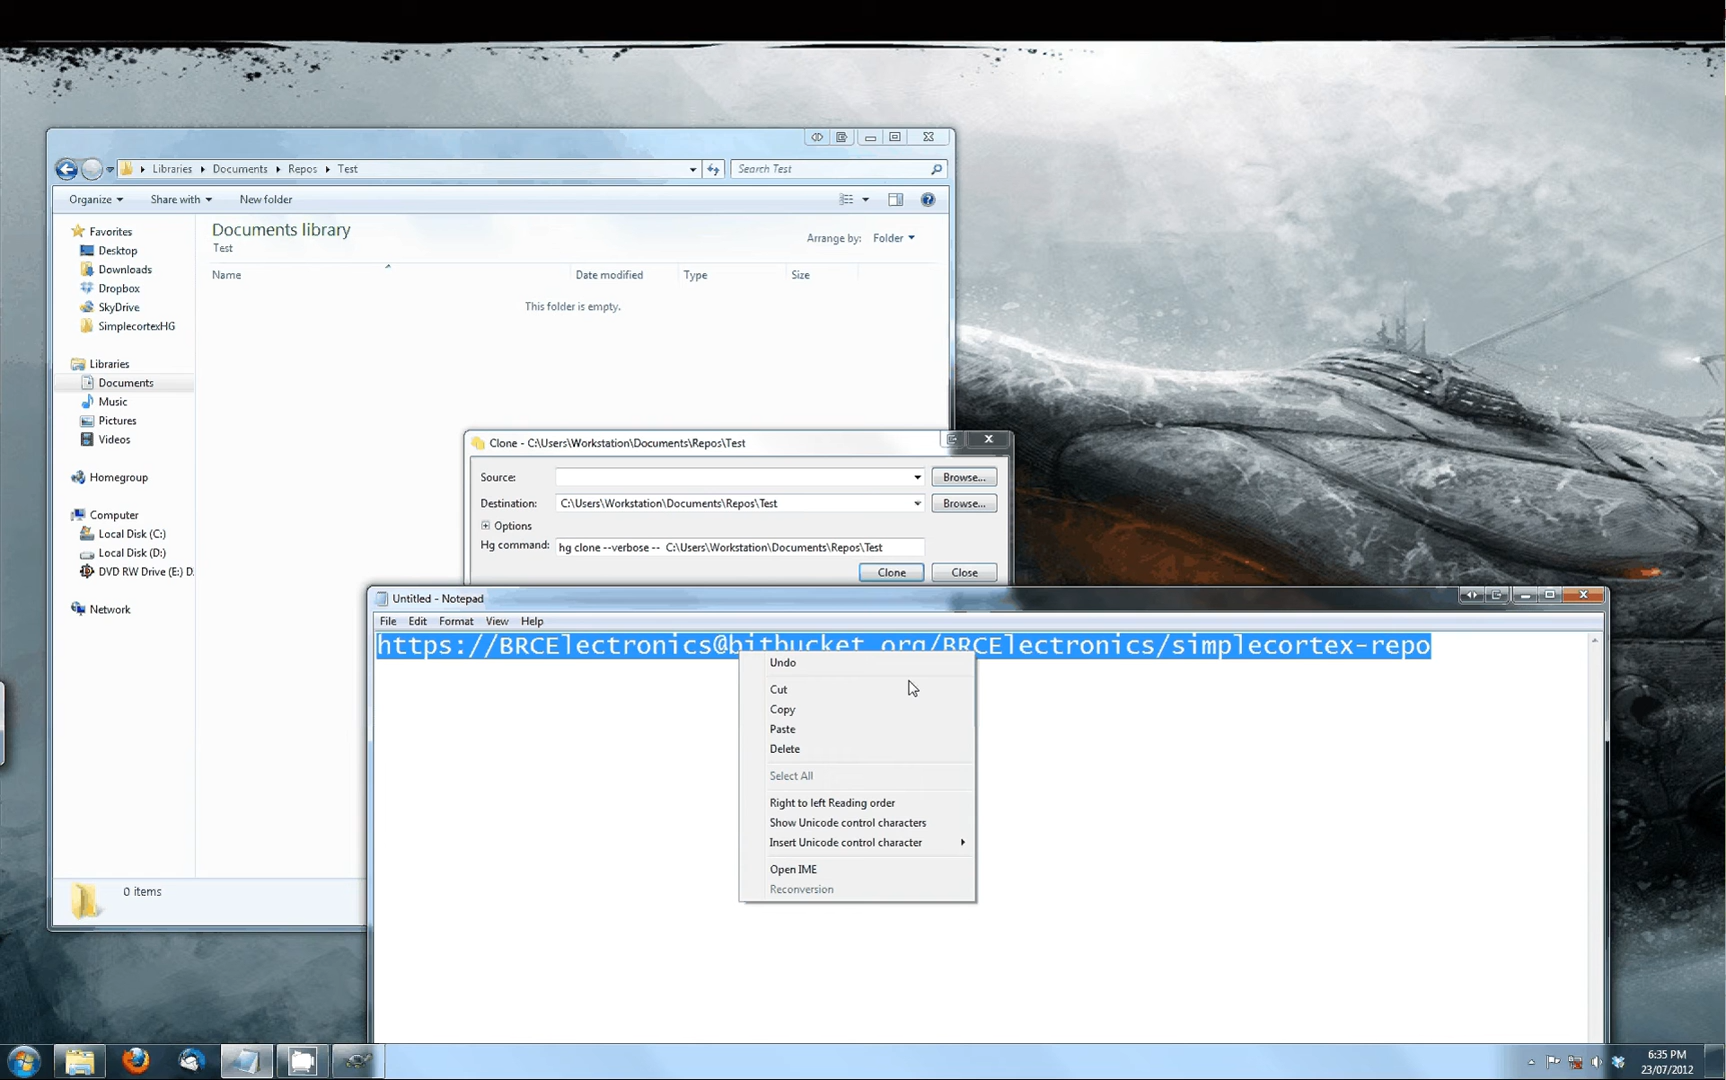 Libraries Documents Repos Test
Search Test
Organize Share with New folder
Favorites
Desktop
Downloads
Dropbox
SkyDrive
SimplecortexHG
Libraries
Documents
Music
Pictures
Videos
Homegroup
Computer
Local Disk (C:)
Local Disk (D:)
DVD RW Drive (E:) D
Network
Documents library
Test
Arrange by: Folder
Name Date modified Type Size
This folder is empty.
0 items
Clone - C:\Users\Workstation\Documents\Repos\Test
Source: Browse...
Destination: C:\Users\Workstation\Documents\Repos\Test Browse...
Options
Hg command: hg clone --verbose -- C:\Users\Workstation\Documents\Repos\Test
Clone Close
Untitled - Notepad
File Edit Format View Help
https://BRCElectronics@bitbucket.org/BRCElectronics/simplecortex-repo
Undo
Cut
Copy
Paste
Delete
Select All
Right to left Reading order
Show Unicode control characters
Insert Unicode control character
Open IME
Reconversion
6:35 PM
23/07/2012